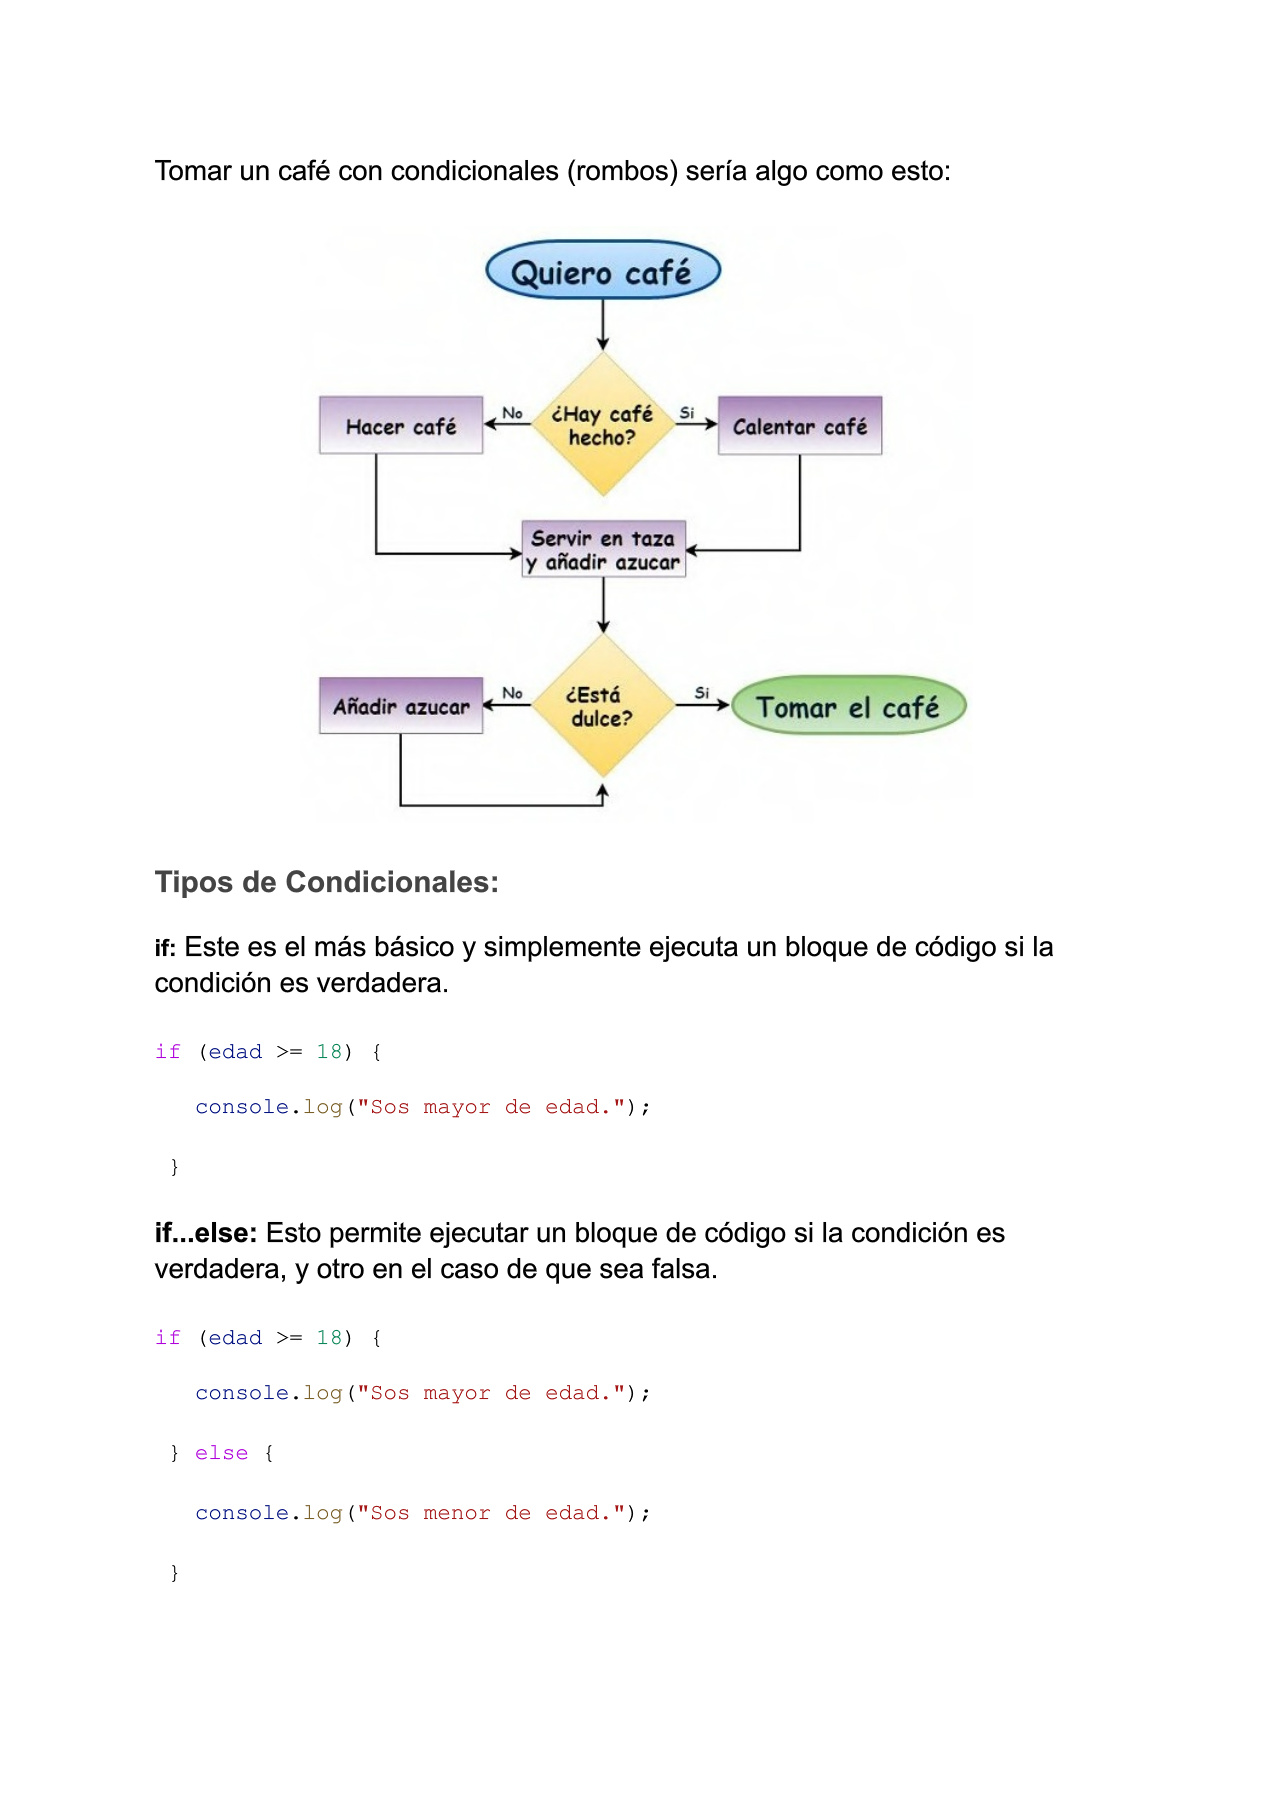 Tomar un café con condicionales (rombos) sería algo como esto:
Quiero café
No
¿Hay café
hecho?
Si
Hacer café
Calentar café
Servir en taza
y añadir azucar
No
¿Está
dulce?
Si
Añadir azucar
Tomar el café
Tipos de Condicionales:
if: Este es el más básico y simplemente ejecuta un bloque de código si la
condición es verdadera.
if (edad >= 18) {
console.log("Sos mayor de edad.");
}
if...else: Esto permite ejecutar un bloque de código si la condición es
verdadera, y otro en el caso de que sea falsa.
if (edad >= 18) {
console.log("Sos mayor de edad.");
} else {
console.log("Sos menor de edad.");
}